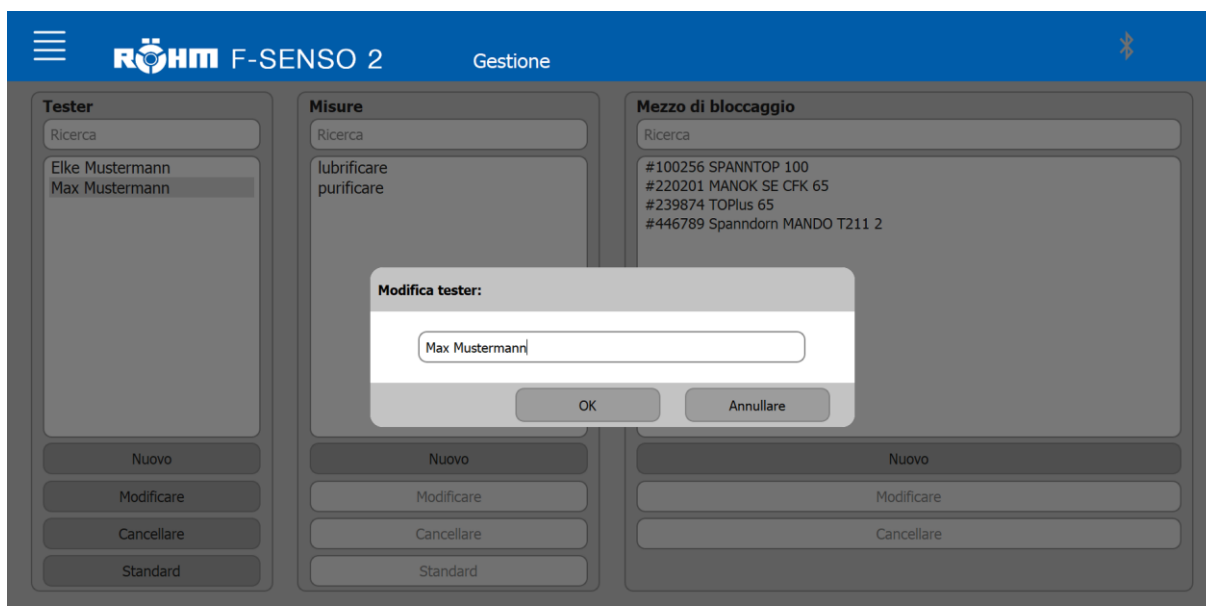 RÖHM F-SENSO 2 Gestione
Tester
Ricerca
Elke Mustermann
Max Mustermann
Nuovo
Modificare
Cancellare
Standard
Misure
Ricerca
lubrificare
purificare
Nuovo
Modificare
Cancellare
Standard
Mezzo di bloccaggio
Ricerca
#100256 SPANNTOP 100
#220201 MANOK SE CFK 65
#239874 TOPlus 65
#446789 Spanndorn MANDO T211 2
Nuovo
Modificare
Cancellare
Modifica tester:
Max Mustermann
OK Annullare